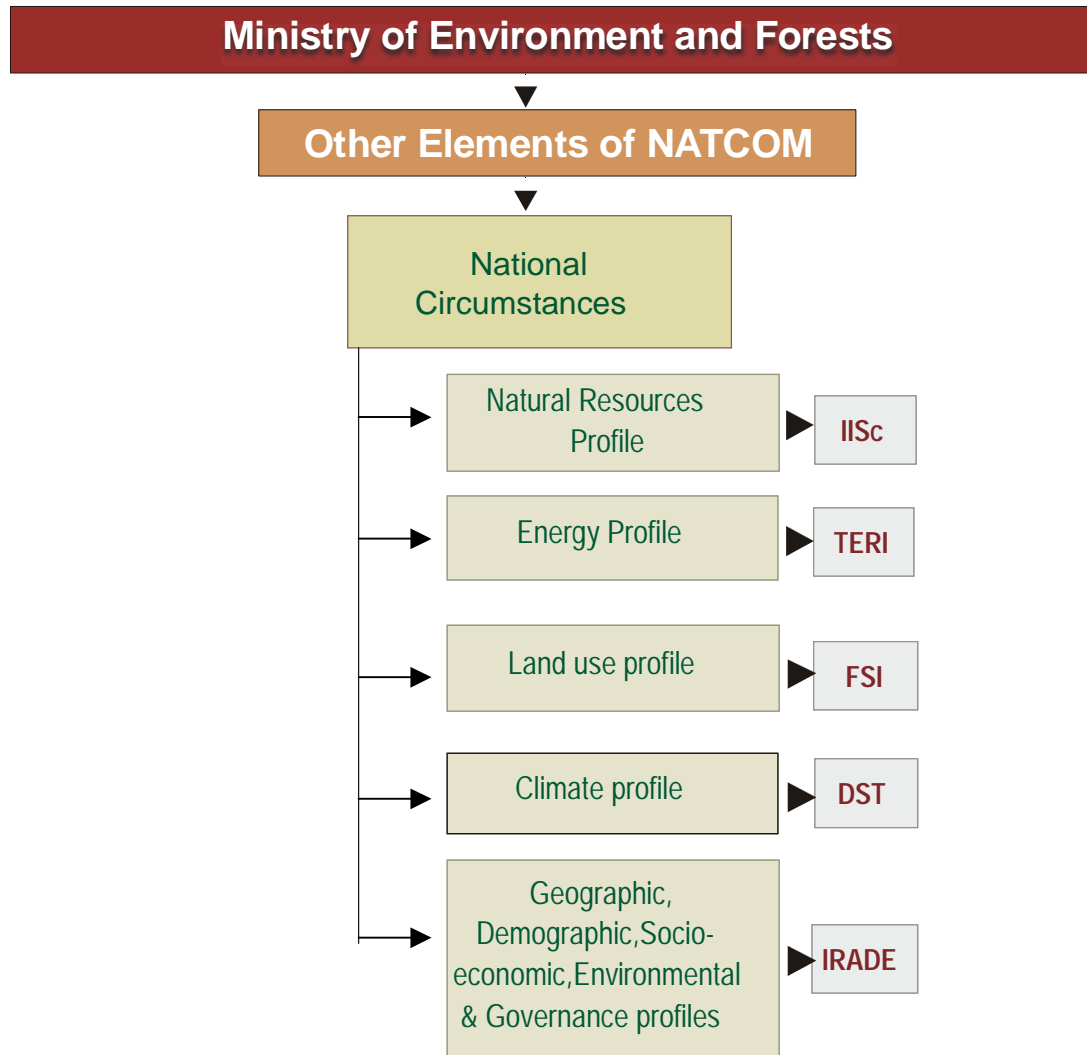 Ministry of Environment and Forests
Other Elements of NATCOM
National
Circumstances
Natural Resources
Profile
IISc
Energy Profile
TERI
Land use profile
FSI
Climate profile
DST
Geographic,
Demographic,Socio-
economic,Environmental
& Governance profiles
IRADE